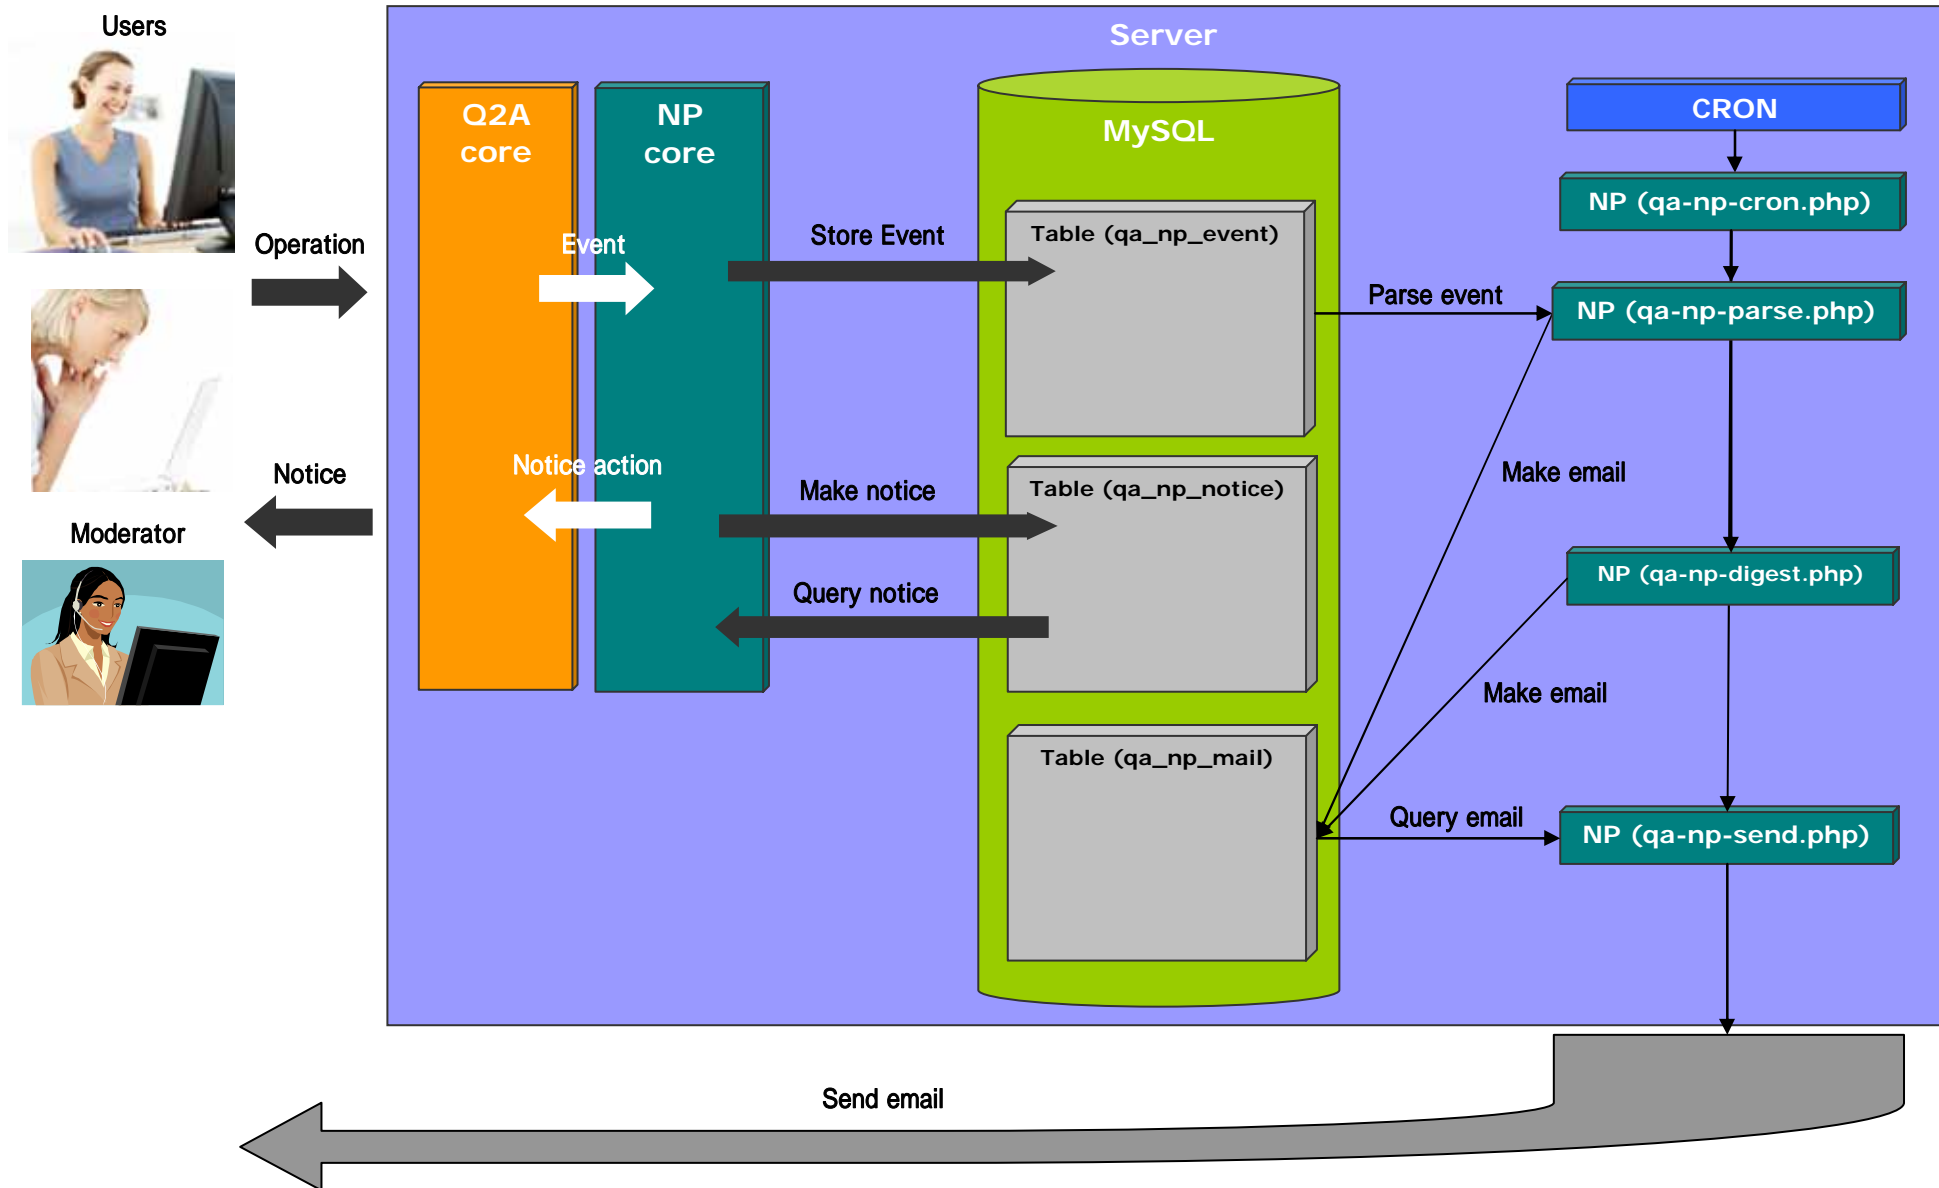 Users
Server
Q2A
core
NP
core
MySQL
CRON
NP (qa-np-cron.php)
Operation
Event
Store Event
Table (qa_np_event)
Parse event
NP (qa-np-parse.php)
Notice
Notice action
Make notice
Table (qa_np_notice)
Make email
Moderator
Query notice
NP (qa-np-digest.php)
Make email
Table (qa_np_mail)
Query email
NP (qa-np-send.php)
Send email